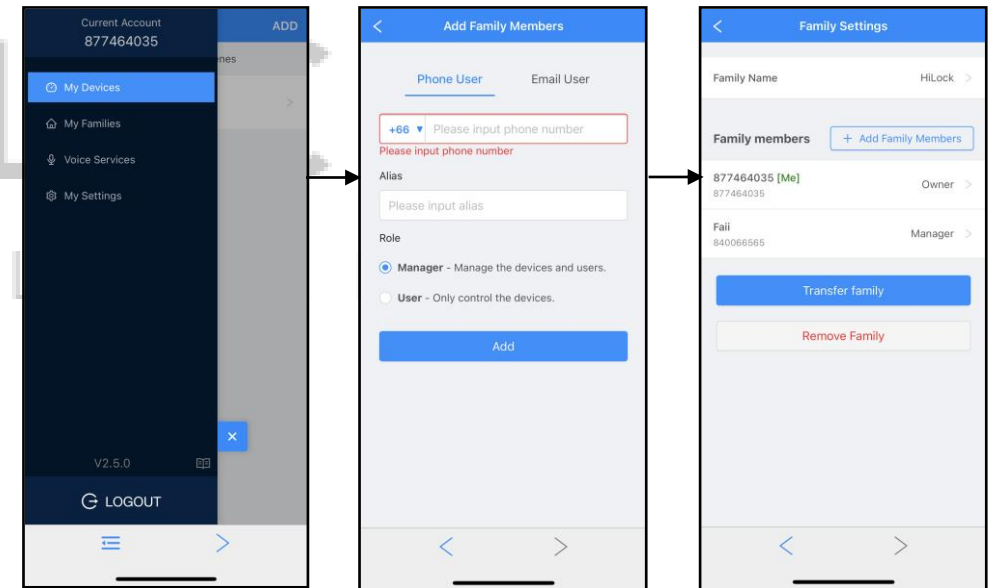 Current Account
877464035
ADD
My Devices
My Families
Voice Services
My Settings
V2.5.0
LOGOUT
Add Family Members
Phone User
Email User
+66 ▼ Please input phone number
Please input phone number
Alias
Please input alias
Role
Manager - Manage the devices and users.
User - Only control the devices.
Add
Family Settings
Family Name
HiLock
Family members
+ Add Family Members
877464035 [Me]
877464035
Owner
Faii
840066565
Manager
Transfer family
Remove Family